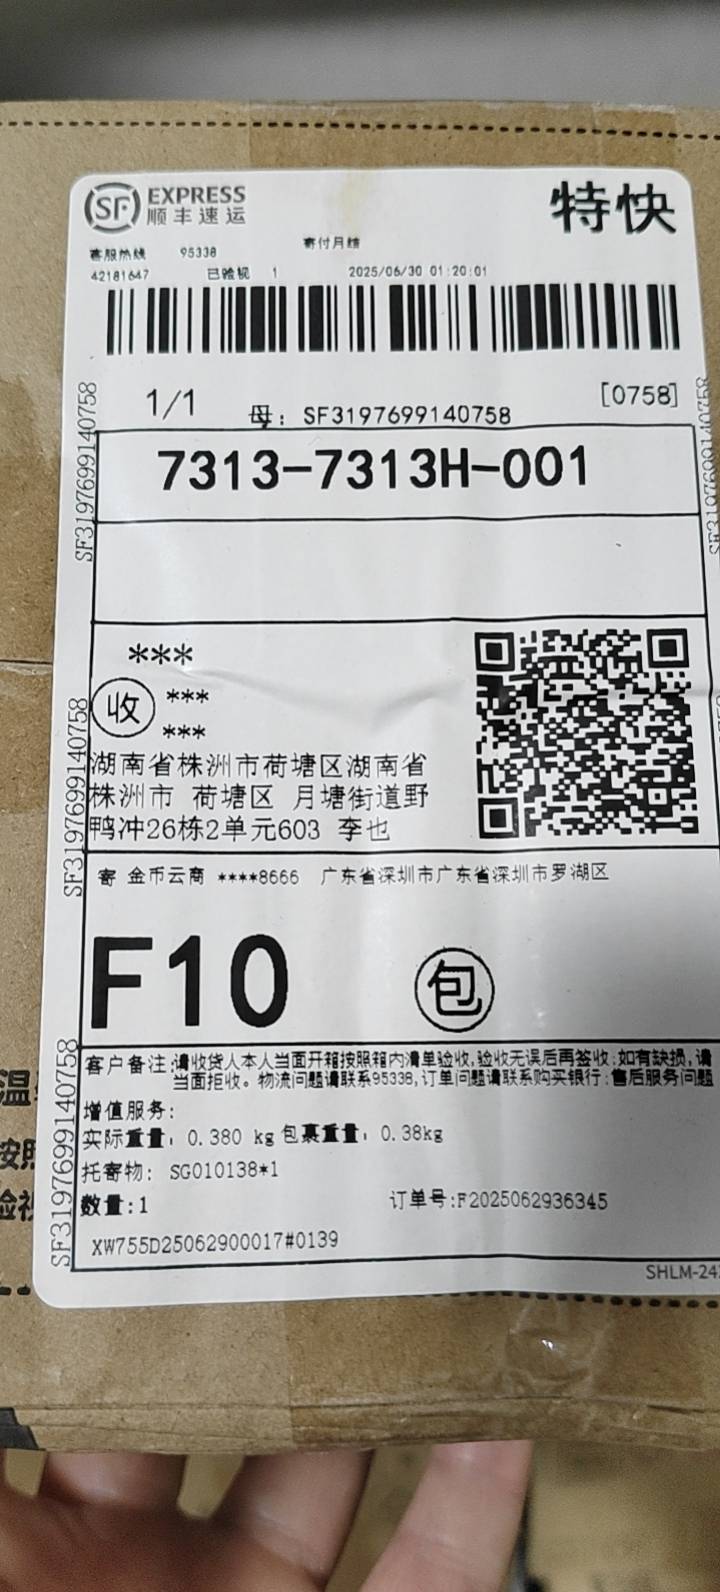 SF EXPRESS
顺丰速运
特快
客服热线 95338 寄付月结
42181647 已验视 1 2025/06/30 01:20:01
1/1 母: SF3197699140758 [0758]
7313-7313H-001
***
收 ***
***
湖南省株洲市荷塘区湖南省
株洲市 荷塘区 月塘街道野
鸭冲26栋2单元603 李也
寄 金币云商 ****8666 广东省深圳市广东省深圳市罗湖区
F10 包
客户备注:请收货人本人当面开箱按照箱内清单验收,验收无误后再签收;如有缺损,请
当面拒收。物流问题请联系95338,订单问题请联系购买银行;售后服务问题
增值服务:
实际重量: 0.380 kg 包裹重量: 0.38kg
托寄物: SG010138*1
数量:1 订单号:F2025062936345
XW755D25062900017#0139
SHLM-24
SF3197699140758
SF3197699140758
SF3197699140758
SF3197699140758
温
按照
验视